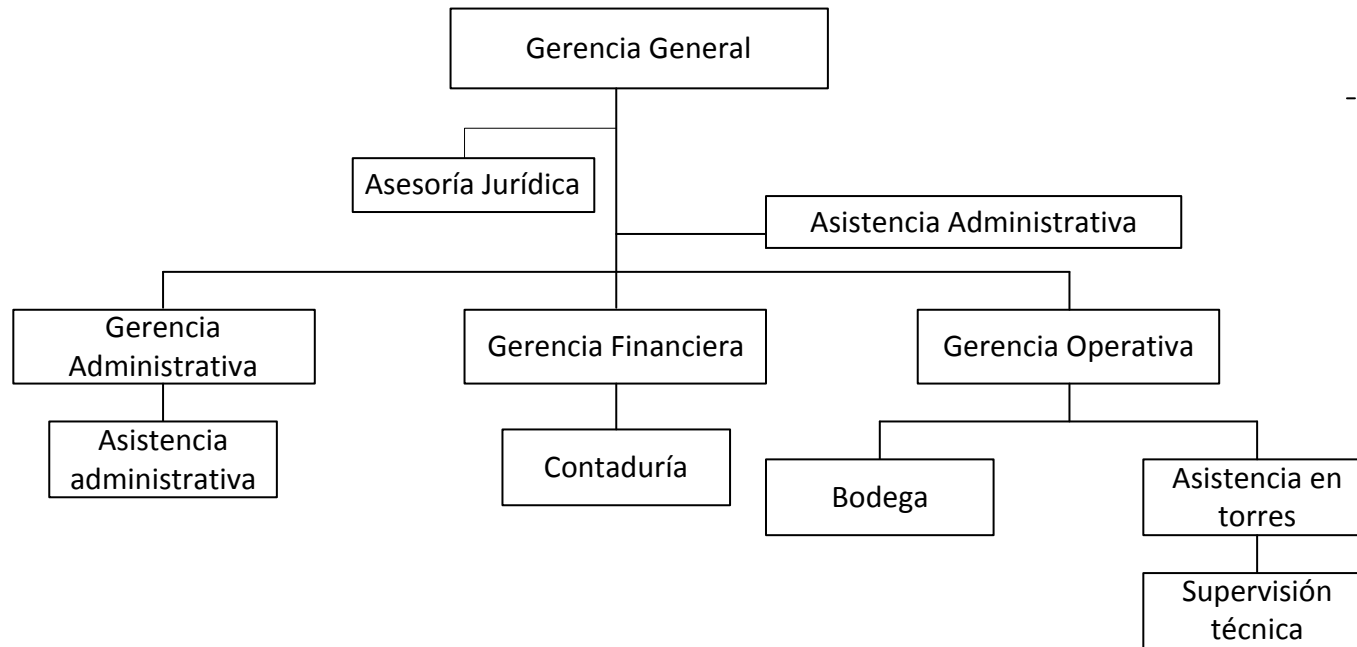 Gerencia General
-
Asesoría Jurídica
Asistencia Administrativa
Gerencia
Administrativa
Gerencia Financiera
Gerencia Operativa
Asistencia
administrativa
Contaduría
Bodega
Asistencia en
torres
Supervisión
técnica